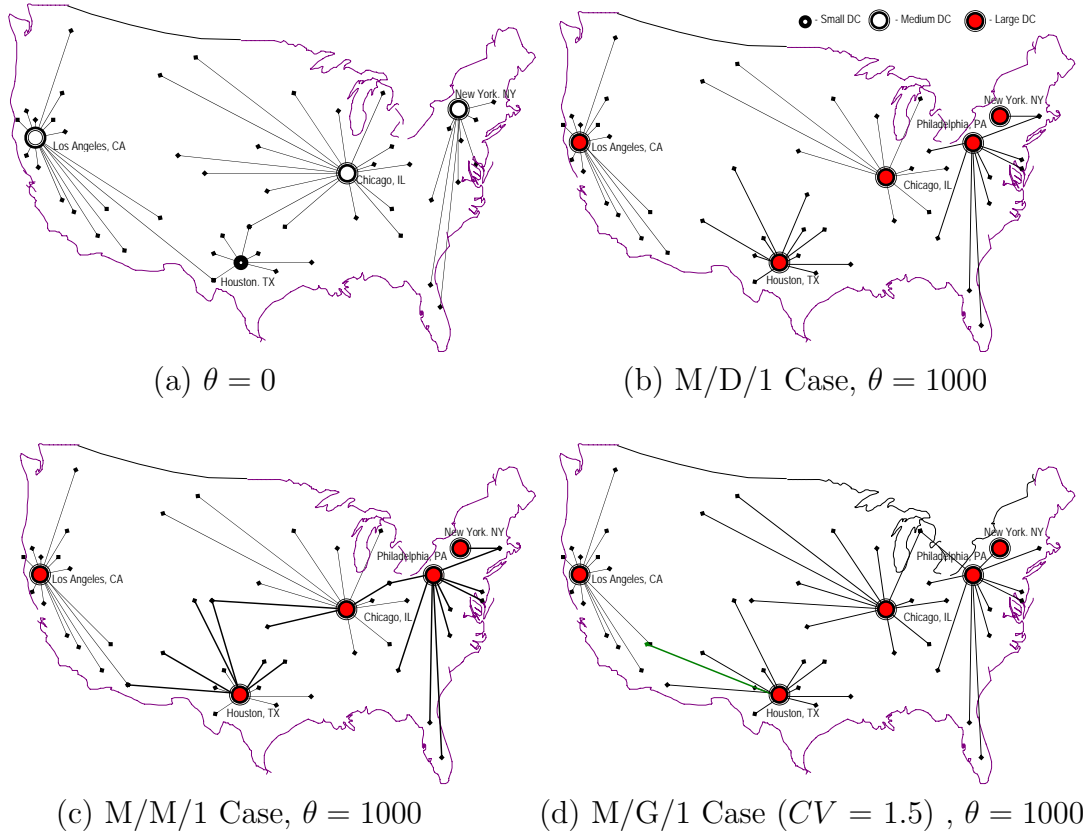 - Small DC - Medium DC - Large DC
New York. NY
Los Angeles, CA
Chicago, IL
Houston. TX
(a) θ = 0
New York. NY
Philadelphia, PA
Los Angeles, CA
Chicago, IL
Houston, TX
(b) M/D/1 Case, θ = 1000
New York. NY
Philadelphia, PA
Los Angeles, CA
Chicago, IL
Houston, TX
(c) M/M/1 Case, θ = 1000
New York. NY
Philadelphia, PA
Los Angeles, CA
Chicago, IL
Houston, TX
(d) M/G/1 Case (CV = 1.5) , θ = 1000